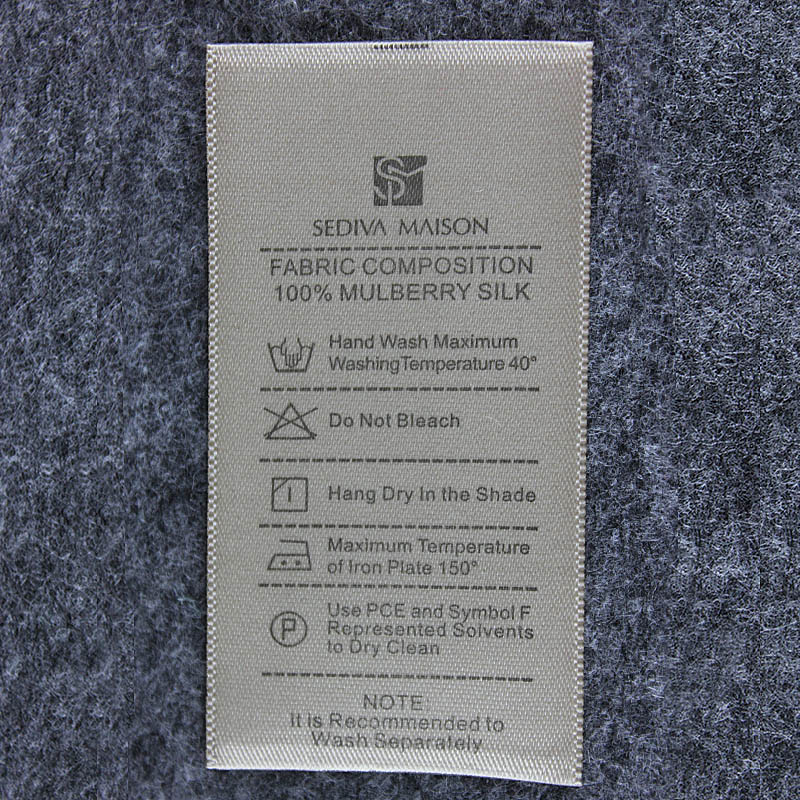 SEDIVA MAISON
FABRIC COMPOSITION
100% MULBERRY SILK
Hand Wash Maximum
Washing Temperature 40°
Do Not Bleach
Hang Dry In the Shade
Maximum Temperature
of Iron Plate 150°
P
Use PCE and Symbol F
Represented Solvents
to Dry Clean
NOTE
It is Recommended to
Wash Separately